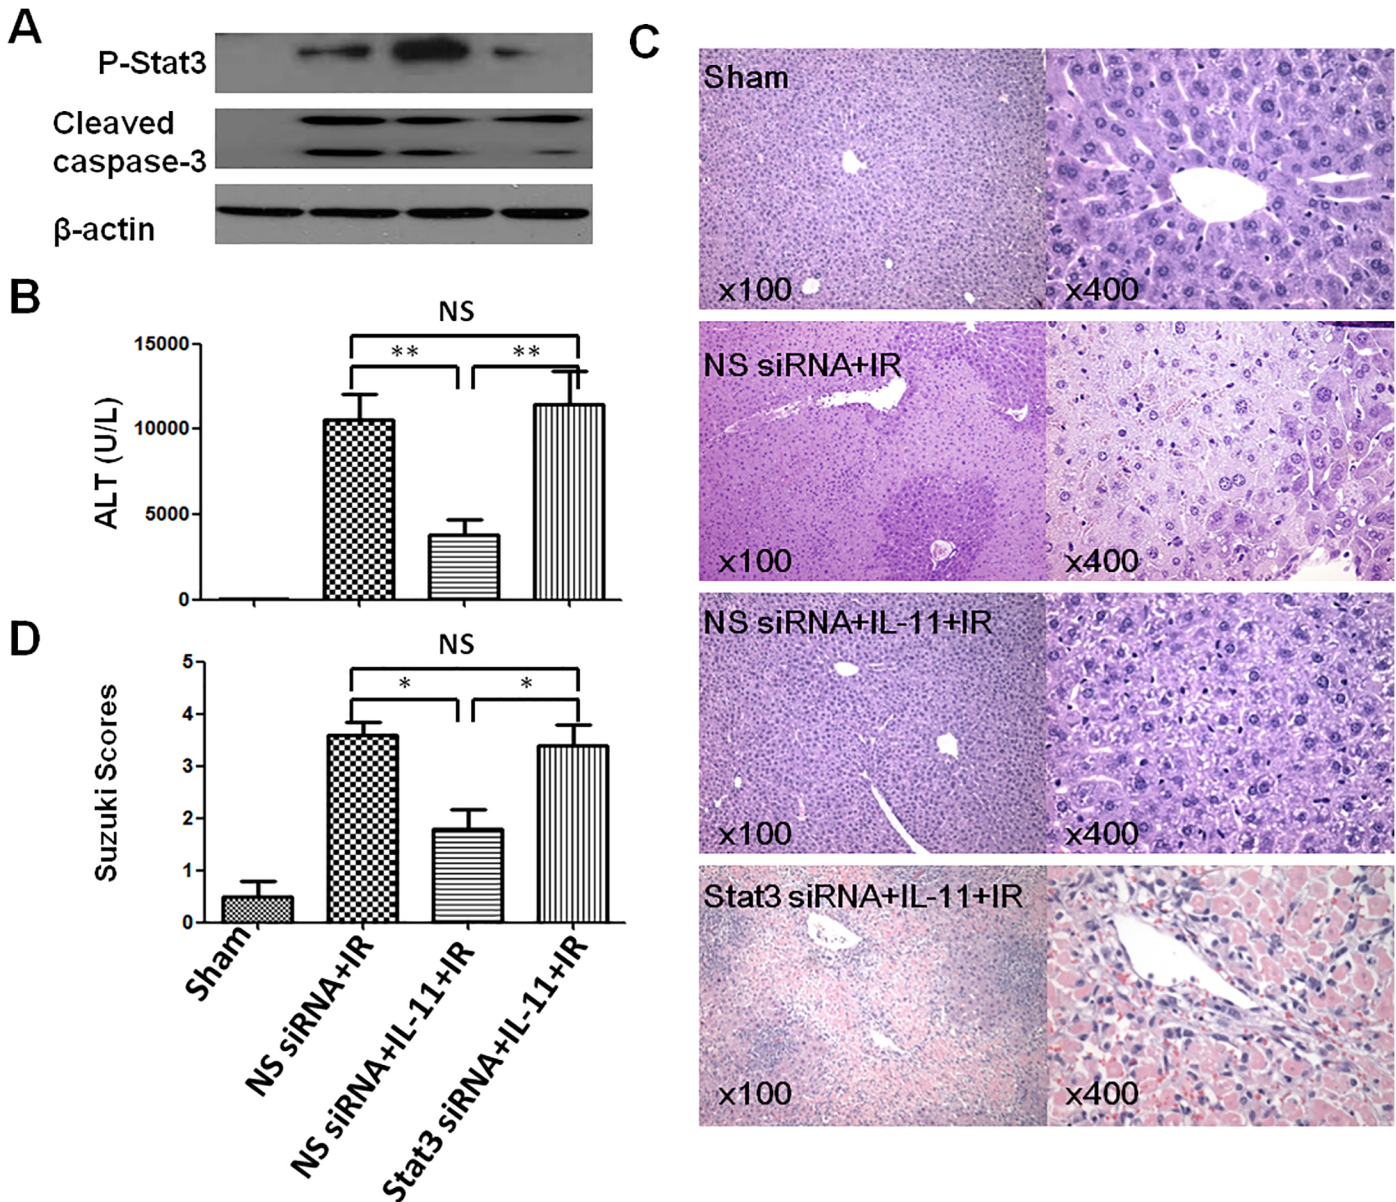 A
P-Stat3
Cleaved
caspase-3
β-actin
B
NS
**
**
15000
10000
5000
0
ALT (U/L)
D
NS
*
*
5
4
3
2
1
0
Suzuki Scores
Sham
NS siRNA+IR
NS siRNA+IL-11+IR
Stat3 siRNA+IL-11+IR
C
Sham
x100
x400
NS siRNA+IR
x100
x400
NS siRNA+IL-11+IR
x100
x400
Stat3 siRNA+IL-11+IR
x100
x400